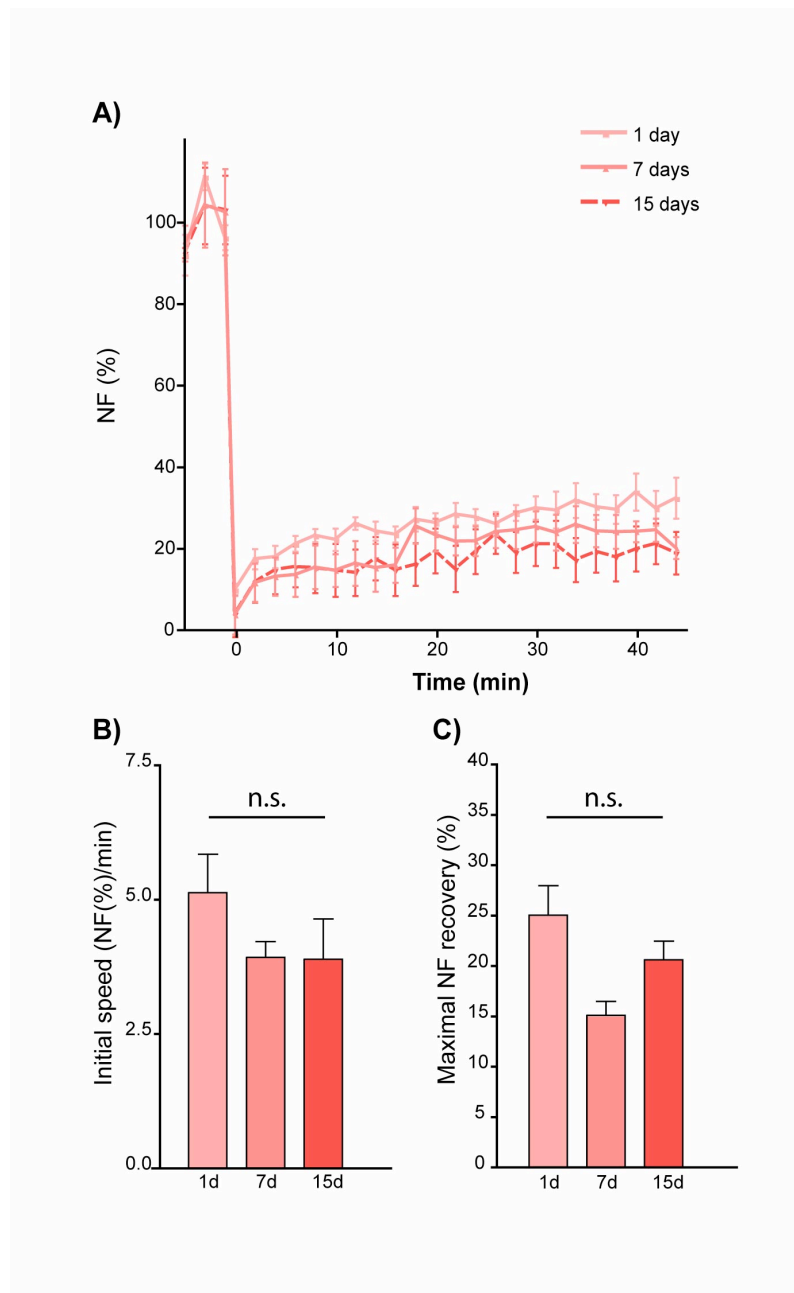 A)
1 day
7 days
15 days
100
80
60
40
20
0
NF (%)
0 10 20 30 40
Time (min)
B)
7.5
5.0
2.5
0.0
Initial speed (NF(%)/min)
n.s.
1d 7d 15d
C)
40
35
30
25
20
15
10
5
0
Maximal NF recovery (%)
n.s.
1d 7d 15d